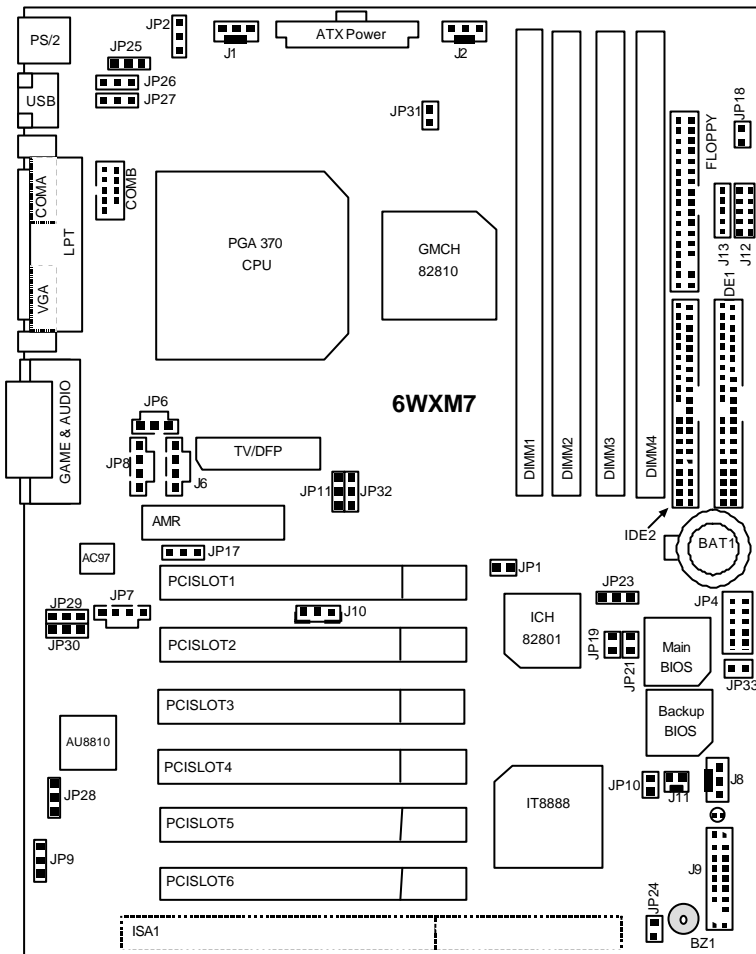 JP2
ATX Power
PS/2
J1
J2
JP25
JP26
USB
JP27
JP31
JP18
FLOPPY
COMA
COMB
LPT
PGA 370
CPU
GMCH
82810
J13
J12
VGA
DE1
6WXM7
GAME & AUDIO
JP6
TV/DFP
JP8
J6
JP11
JP32
DIMM1
DIMM2
DIMM3
DIMM4
AMR
IDE2
BAT1
AC97
JP17
JP1
PCISLOT1
JP23
JP4
JP29
JP7
J10
ICH
82801
JP30
PCISLOT2
JP19
JP21
Main
BIOS
JP33
PCISLOT3
Backup
BIOS
AU8810
PCISLOT4
JP28
JP10
J11
J8
IT8888
PCISLOT5
JP9
J9
PCISLOT6
JP24
ISA1
BZ1